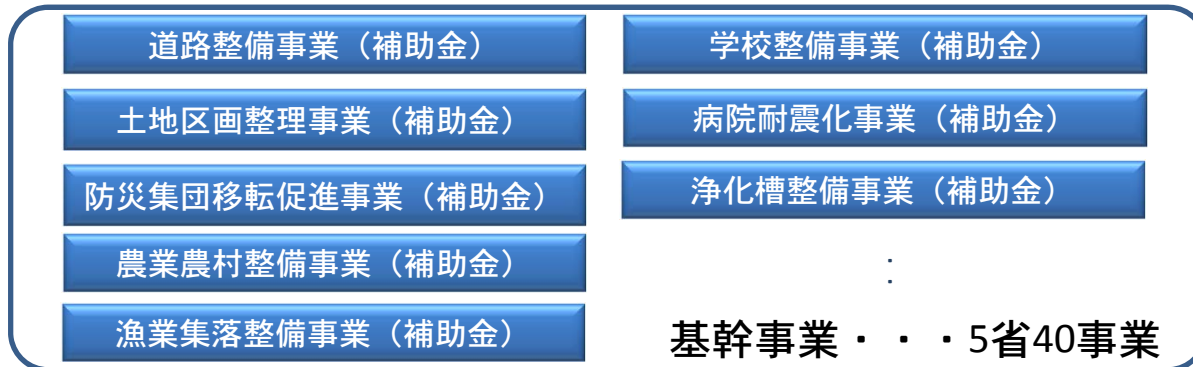 道路整備事業（補助金）
土地区画整理事業（補助金）
防災集団移転促進事業（補助金）
農業農村整備事業（補助金）
漁業集落整備事業（補助金）
学校整備事業（補助金）
病院耐震化事業（補助金）
浄化槽整備事業（補助金）
：
基幹事業・・・5省40事業